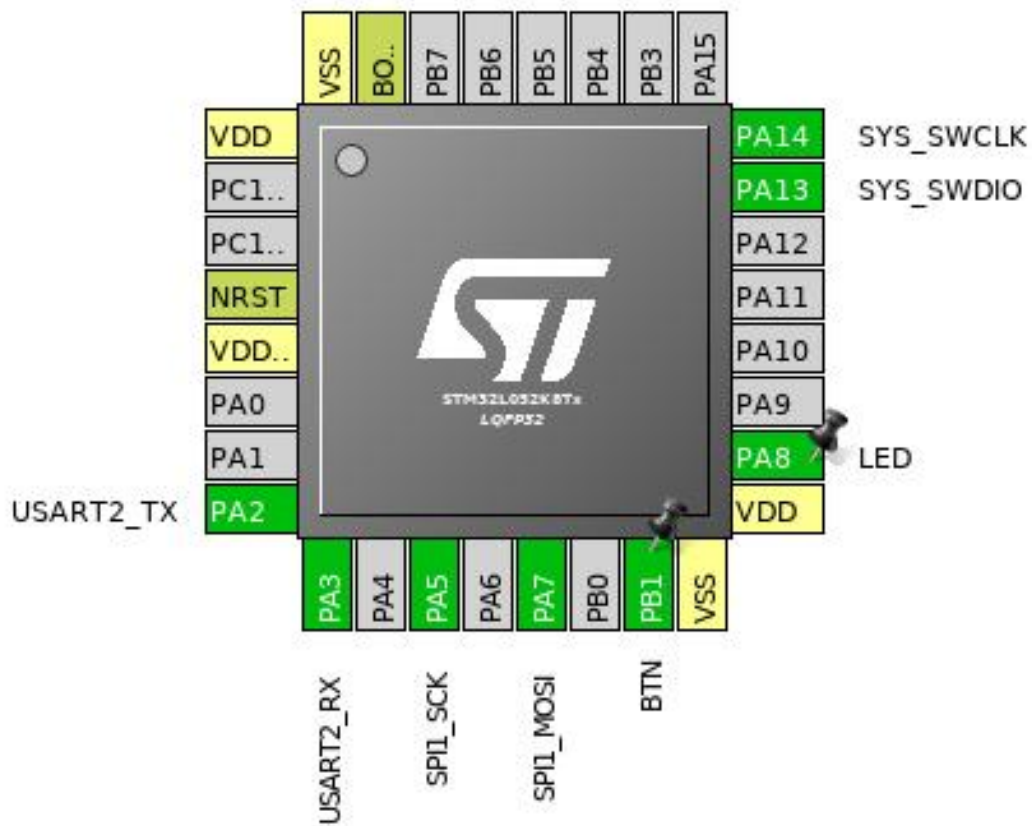 VSS
BO..
PB7
PB6
PB5
PB4
PB3
PA15
VDD
PC1..
PC1..
NRST
VDD..
PA0
PA1
USART2_TX PA2
PA14 SYS_SWCLK
PA13 SYS_SWDIO
PA12
PA11
PA10
PA9
PA8 LED
VDD
STM32L052K8Tx
LQFP32
PA3
PA4
PA5
PA6
PA7
PB0
PB1
VSS
USART2_RX
SPI1_SCK
SPI1_MOSI
BTN